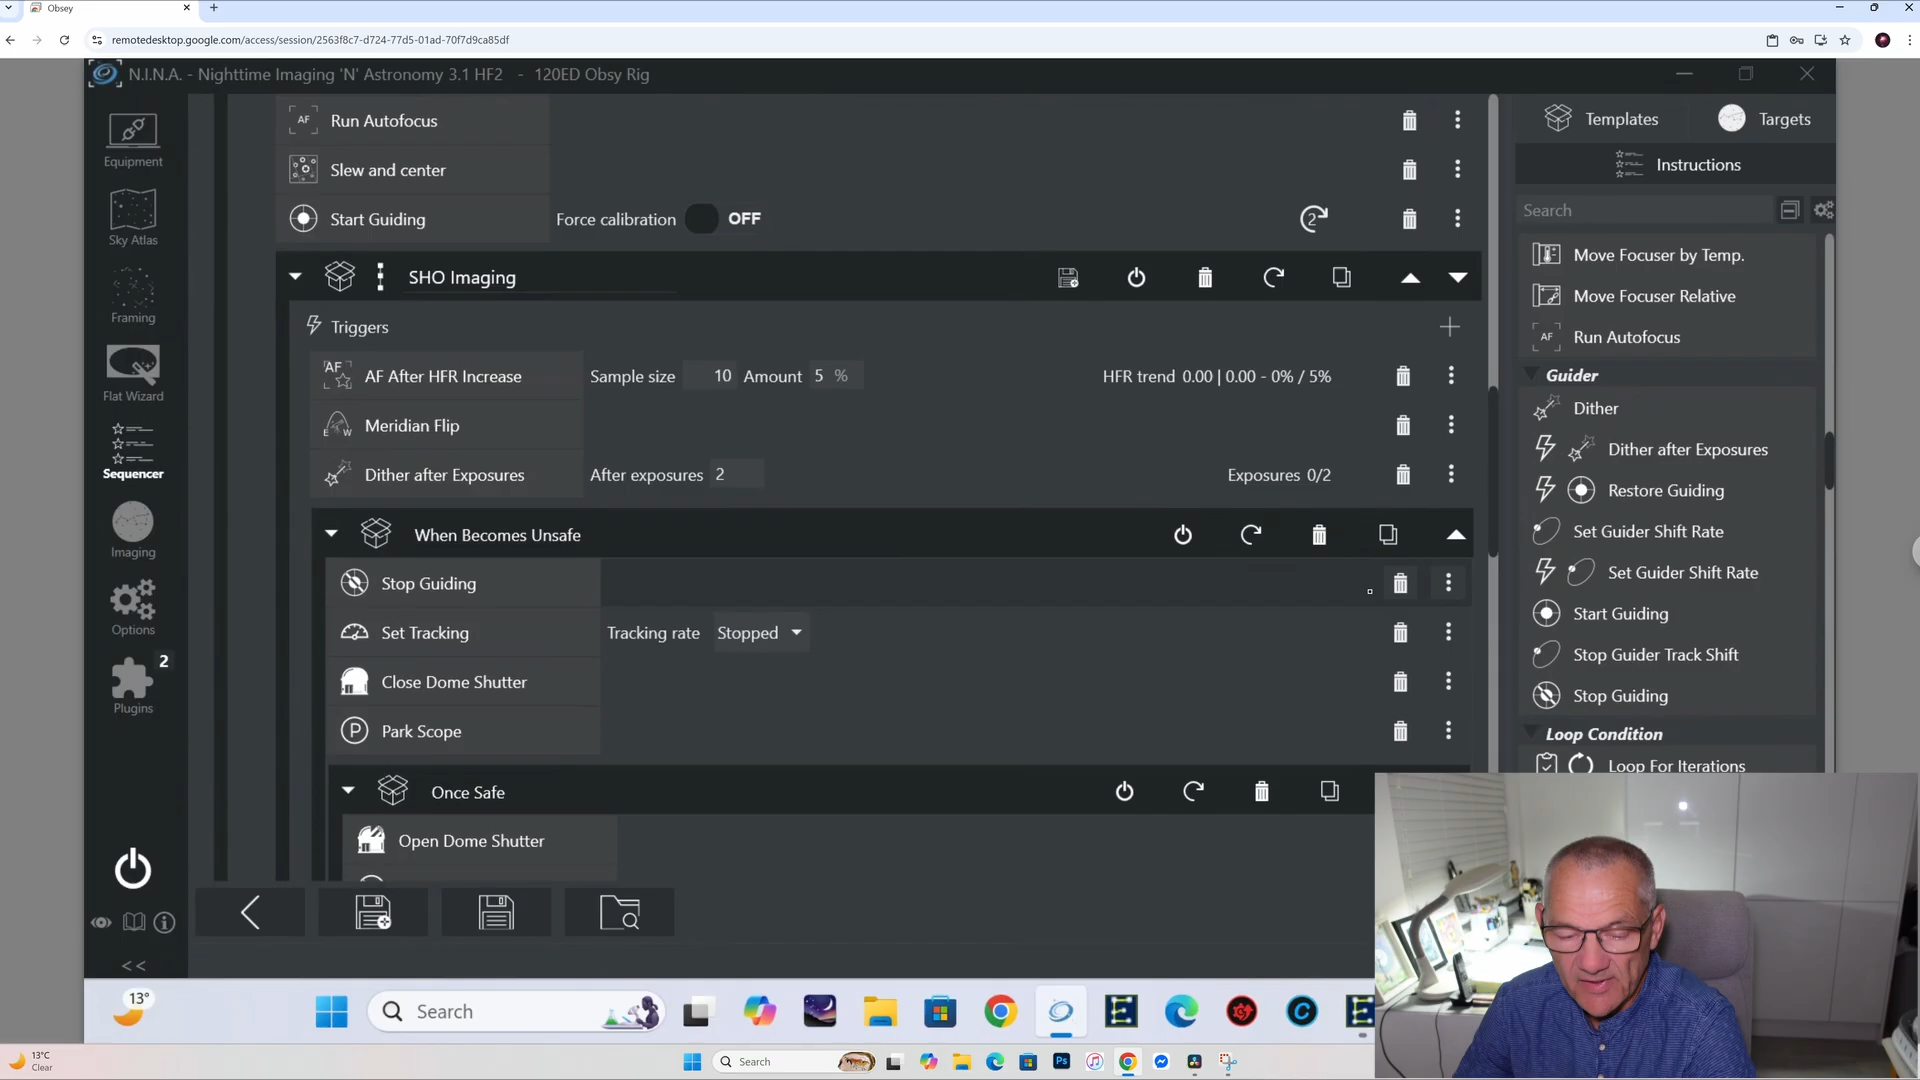 Obsey
remotedesktop.google.com/access/session/2563f8c7-d724-77d5-01ad-70f7d9ca85df
N.I.N.A. - Nighttime Imaging 'N' Astronomy 3.1 HF2 - 120ED Obsy Rig
Equipment
Sky Atlas
Framing
Flat Wizard
Sequencer
Imaging
Options
2
Plugins
<<
AF Run Autofocus
Slew and center
Start Guiding Force calibration OFF 2
SHO Imaging
Triggers
AF AF After HFR Increase Sample size 10 Amount 5 % HFR trend 0.00 | 0.00 - 0% / 5%
E W Meridian Flip
Dither after Exposures After exposures 2 Exposures 0/2
When Becomes Unsafe
Stop Guiding
Set Tracking Tracking rate Stopped
Close Dome Shutter
P Park Scope
Once Safe
Open Dome Shutter
Templates Targets
Instructions
Search
Move Focuser by Temp.
Move Focuser Relative
AF Run Autofocus
Guider
Dither
Dither after Exposures
Restore Guiding
Set Guider Shift Rate
Set Guider Shift Rate
Start Guiding
Stop Guider Track Shift
Stop Guiding
Loop Condition
Loop For Iterations
13°
Search
13°C
Clear
Search